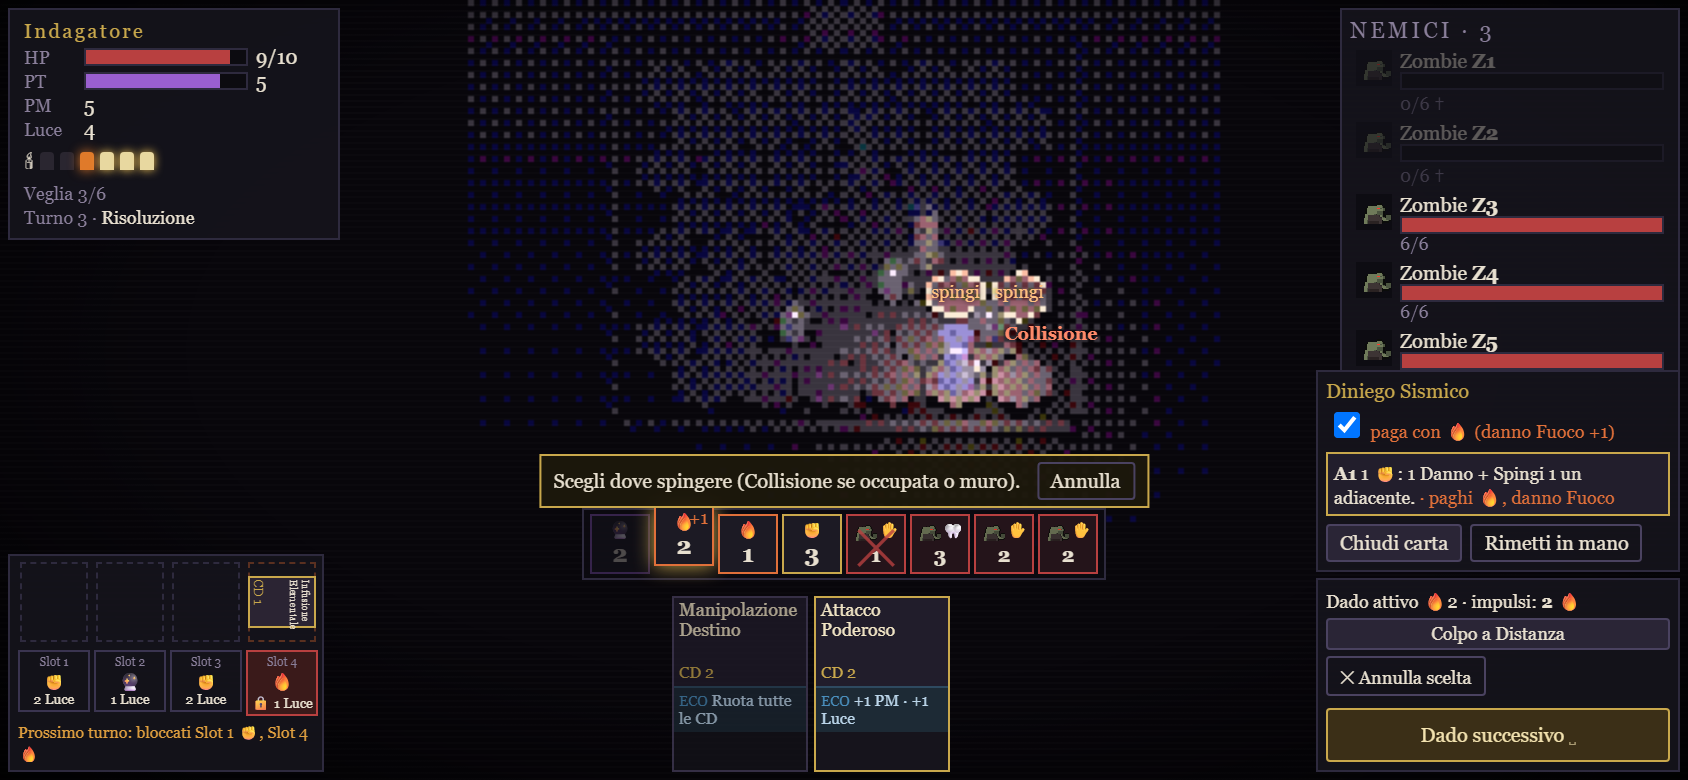 Indagatore
HP 9/10
PT 5
PM 5
Luce 4
Veglia 3/6
Turno 3 · Risoluzione
NEMICI · 3
Zombie Z1
0/6 †
Zombie Z2
0/6 †
Zombie Z3
6/6
Zombie Z4
6/6
Zombie Z5
spingi spingi
Collisione
Scegli dove spingere (Collisione se occupata o muro). Annulla
2 +1 2 1 3 1 3 2 2
Diniego Sismico
paga con 🔥 (danno Fuoco +1)
A1 1 ✊ : 1 Danno + Spingi 1 un
adiacente. · paghi 🔥, danno Fuoco
Chiudi carta Rimetti in mano
Dado attivo 🔥 2 · impulsi: 2 🔥
Colpo a Distanza
✕ Annulla scelta
Dado successivo ⎵
Infusione
Elementale
CD 1
Slot 1 Slot 2 Slot 3 Slot 4
2 Luce 1 Luce 2 Luce 🔒 1 Luce
Prossimo turno: bloccati Slot 1 ✊, Slot 4
🔥
Manipolazione
Destino
CD 2
ECO Ruota tutte
le CD
Attacco
Poderoso
CD 2
ECO +1 PM · +1
Luce